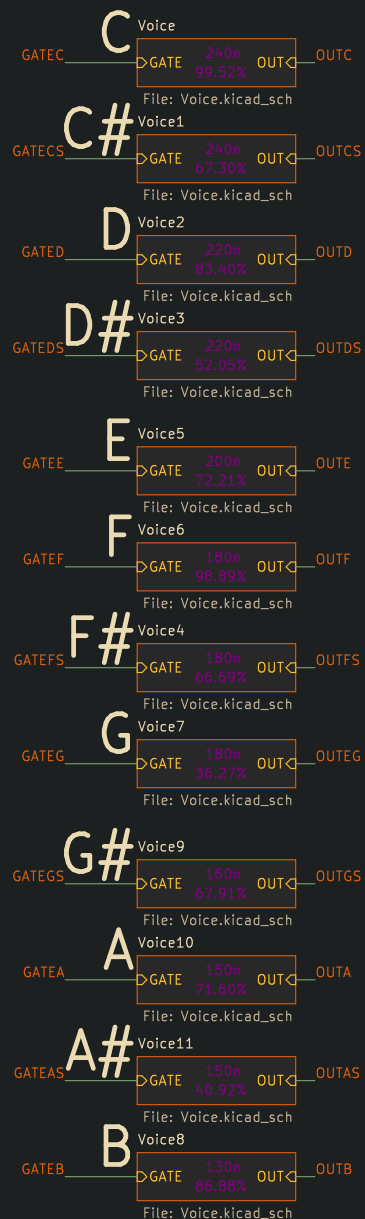 C Voice
GATEC GATE 240n OUT OUTC
99.52%
File: Voice.kicad_sch
C# Voice1
GATECS GATE 240n OUT OUTCS
67.30%
File: Voice.kicad_sch
D Voice2
GATED GATE 220n OUT OUTD
83.40%
File: Voice.kicad_sch
D# Voice3
GATEDS GATE 220n OUT OUTDS
52.05%
File: Voice.kicad_sch
E Voice5
GATEE GATE 200n OUT OUTE
72.21%
File: Voice.kicad_sch
F Voice6
GATEF GATE 180n OUT OUTF
98.89%
File: Voice.kicad_sch
F# Voice4
GATEFS GATE 180n OUT OUTFS
66.69%
File: Voice.kicad_sch
G Voice7
GATEG GATE 180n OUT OUTEG
36.27%
File: Voice.kicad_sch
G# Voice9
GATEGS GATE 160n OUT OUTGS
67.91%
File: Voice.kicad_sch
A Voice10
GATEA GATE 150n OUT OUTA
71.60%
File: Voice.kicad_sch
A# Voice11
GATEAS GATE 150n OUT OUTAS
40.92%
File: Voice.kicad_sch
B Voice8
GATEB GATE 130n OUT OUTB
86.88%
File: Voice.kicad_sch